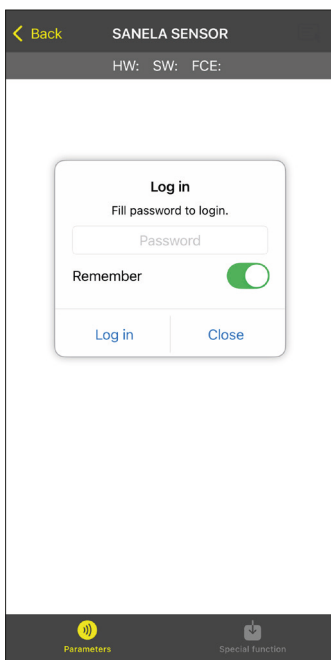 Back SANELA SENSOR
HW: SW: FCE:
Log in
Fill password to login.
Password
Remember
Log in Close
Parameters Special function